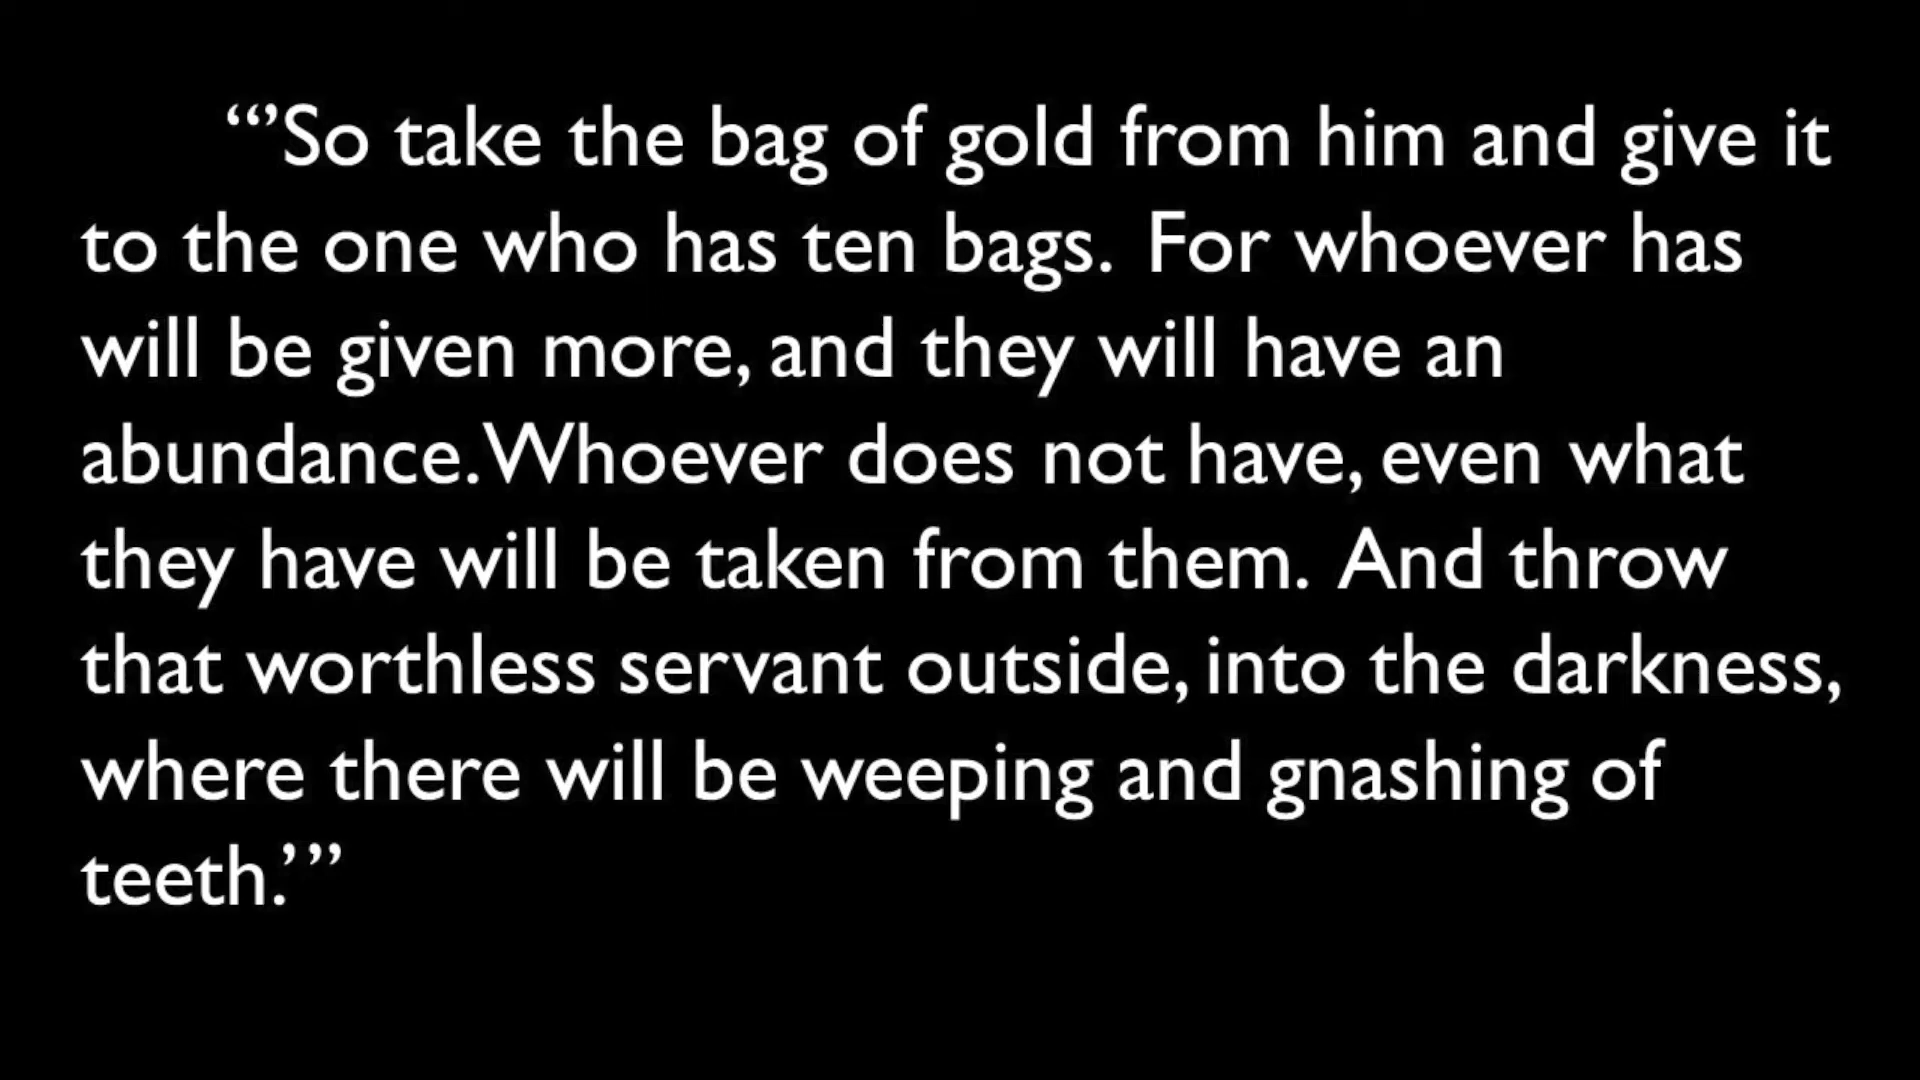 “‘’So take the bag of gold from him and give it
to the one who has ten bags. For whoever has
will be given more, and they will have an
abundance. Whoever does not have, even what
they have will be taken from them. And throw
that worthless servant outside, into the darkness,
where there will be weeping and gnashing of
teeth.’”